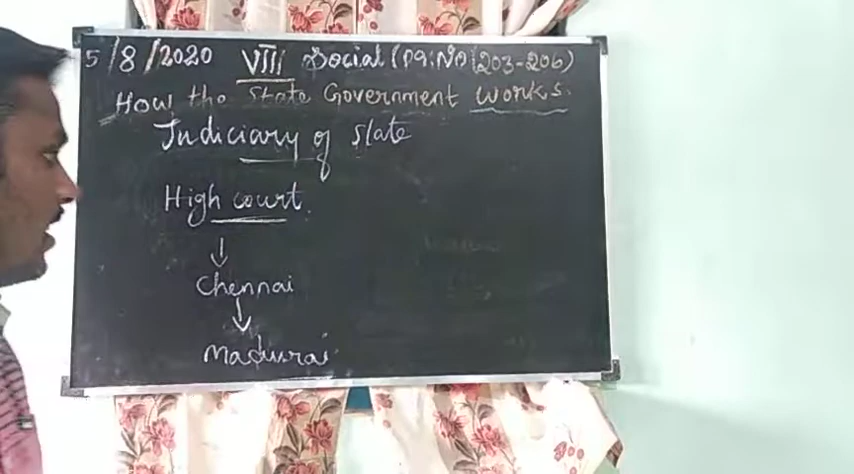 5/8/2020 VIII Social (Pg:No(203-206)
How the State Government works.
Judiciary of State
High court.
↓
Chennai
↓
Madurai